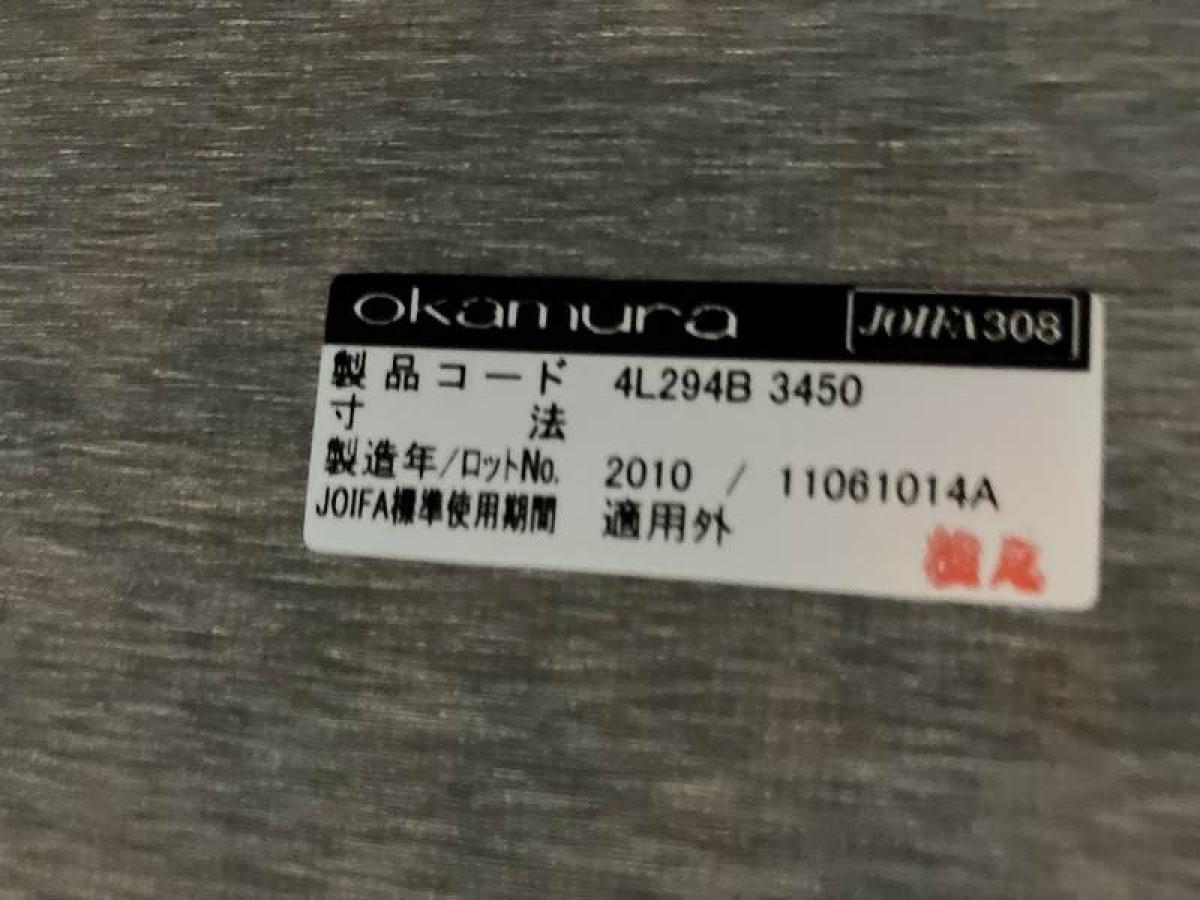 okamura JOIFA308
製品コード 4L294B 3450
寸法
製造年/ロットNo. 2010 / 11061014A
JOIFA標準使用期間 適用外